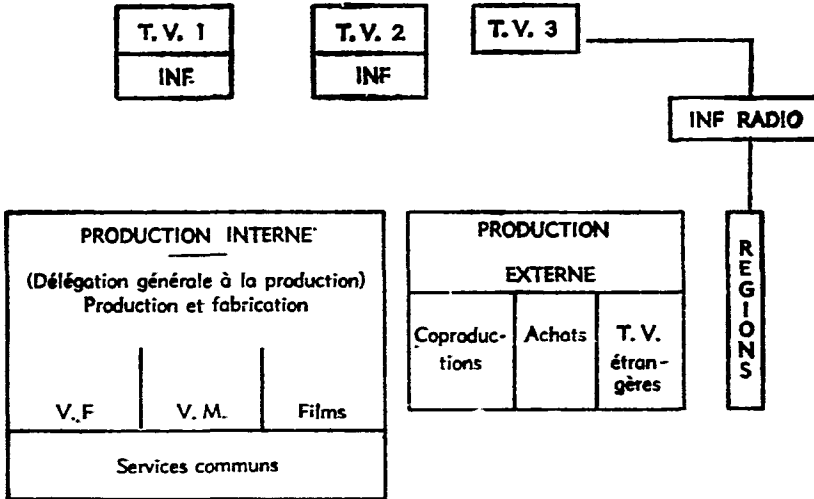 T.V. 1
INF.
T.V. 2
INF
T.V. 3
INF RADIO
PRODUCTION INTERNE
(Délégation générale à la production)
Production et fabrication
V.F
V.M.
Films
Services communs
PRODUCTION
EXTERNE
Coproduc-
tions
Achats
T.V.
étran-
gères
REGIONS